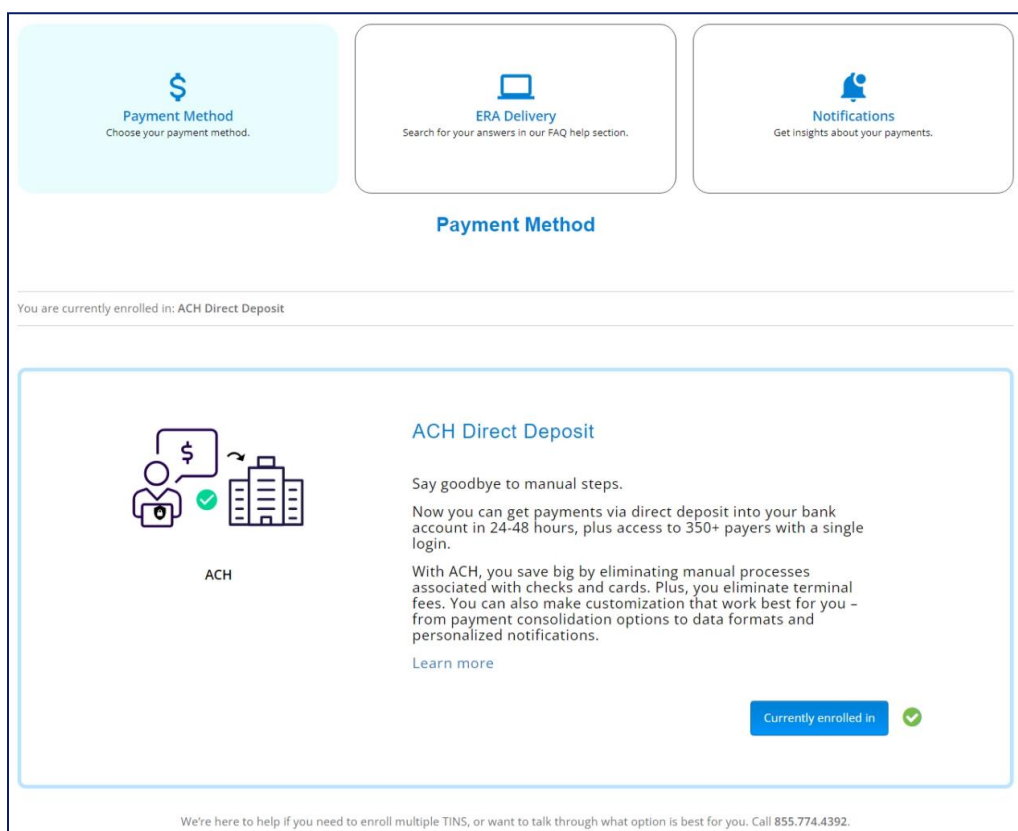 Payment Method
Choose your payment method.
ERA Delivery
Search for your answers in our FAQ help section.
Notifications
Get insights about your payments.
Payment Method
You are currently enrolled in: ACH Direct Deposit
$
ACH
ACH Direct Deposit
Say goodbye to manual steps.
Now you can get payments via direct deposit into your bank
account in 24-48 hours, plus access to 350+ payers with a single
login.
With ACH, you save big by eliminating manual processes
associated with checks and cards. Plus, you eliminate terminal
fees. You can also make customization that work best for you –
from payment consolidation options to data formats and
personalized notifications.
Learn more
Currently enrolled in
We're here to help if you need to enroll multiple TINS, or want to talk through what option is best for you. Call 855.774.4392.